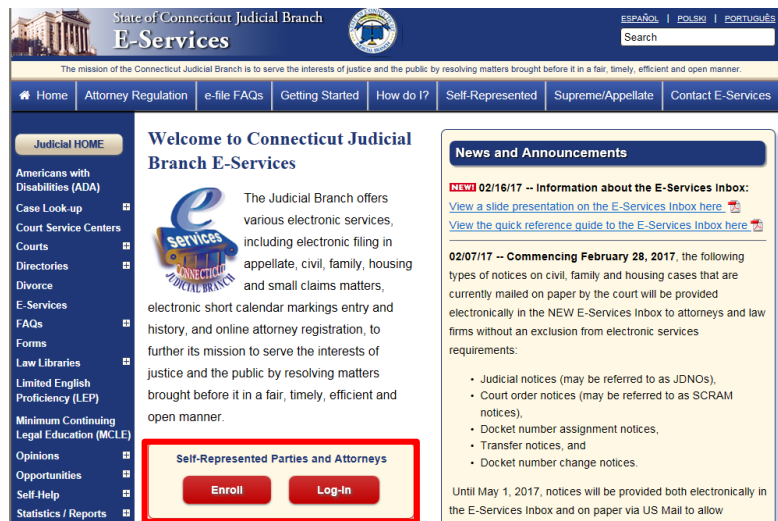 State of Connecticut Judicial Branch
E-Services
ESPAÑOL | POLSKI | PORTUGUÊS
Search
The mission of the Connecticut Judicial Branch is to serve the interests of justice and the public by resolving matters brought before it in a fair, timely, efficient and open manner.
Home Attorney Regulation e-file FAQs Getting Started How do I? Self-Represented Supreme/Appellate Contact E-Services
Judicial HOME
Americans with
Disabilities (ADA)
Case Look-up
Court Service Centers
Courts
Directories
Divorce
E-Services
FAQs
Forms
Law Libraries
Limited English
Proficiency (LEP)
Minimum Continuing
Legal Education (MCLE)
Opinions
Opportunities
Self-Help
Statistics / Reports
Welcome to Connecticut Judicial
Branch E-Services
e
services
CONNECTICUT
JUDICIAL BRANCH
The Judicial Branch offers
various electronic services,
including electronic filing in
appellate, civil, family, housing
and small claims matters,
electronic short calendar markings entry and
history, and online attorney registration, to
further its mission to serve the interests of
justice and the public by resolving matters
brought before it in a fair, timely, efficient and
open manner.
Self-Represented Parties and Attorneys
Enroll Log-In
News and Announcements
NEW! 02/16/17 -- Information about the E-Services Inbox:
View a slide presentation on the E-Services Inbox here
View the quick reference guide to the E-Services Inbox here
02/07/17 -- Commencing February 28, 2017, the following
types of notices on civil, family and housing cases that are
currently mailed on paper by the court will be provided
electronically in the NEW E-Services Inbox to attorneys and law
firms without an exclusion from electronic services
requirements:
• Judicial notices (may be referred to as JDNOs),
• Court order notices (may be referred to as SCRAM
notices),
• Docket number assignment notices,
• Transfer notices, and
• Docket number change notices.
Until May 1, 2017, notices will be provided both electronically in
the E-Services Inbox and on paper via US Mail to allow